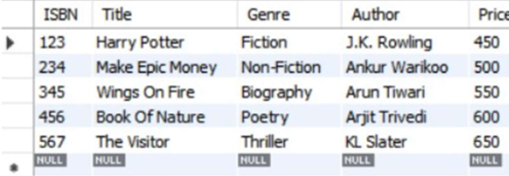 ISBN Title Genre Author Price
123 Harry Potter Fiction J.K. Rowling 450
234 Make Epic Money Non-Fiction Ankur Warikoo 500
345 Wings On Fire Biography Arun Tiwari 550
456 Book Of Nature Poetry Arjit Trivedi 600
567 The Visitor Thriller KL Slater 650
NULL NULL NULL NULL NULL